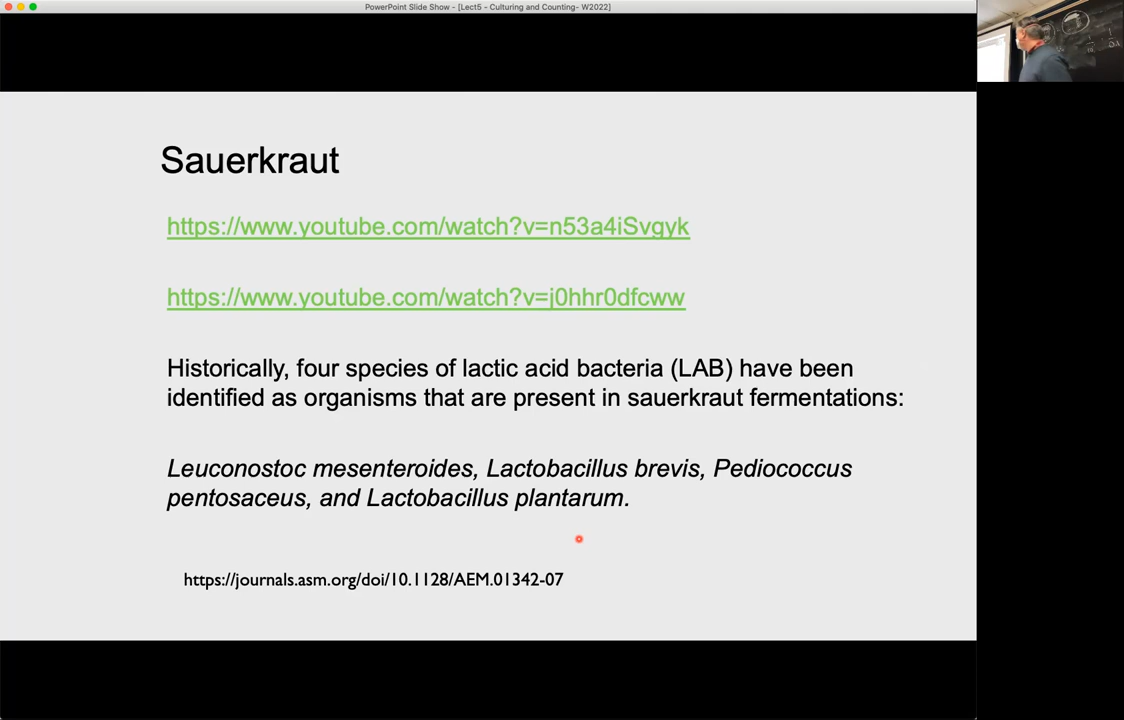 PowerPoint Slide Show - [Lect5 - Culturing and Counting- W2022]
Sauerkraut
https://www.youtube.com/watch?v=n53a4iSvgyk
https://www.youtube.com/watch?v=j0hhr0dfcww
Historically, four species of lactic acid bacteria (LAB) have been
identified as organisms that are present in sauerkraut fermentations:
Leuconostoc mesenteroides, Lactobacillus brevis, Pediococcus
pentosaceus, and Lactobacillus plantarum.
https://journals.asm.org/doi/10.1128/AEM.01342-07